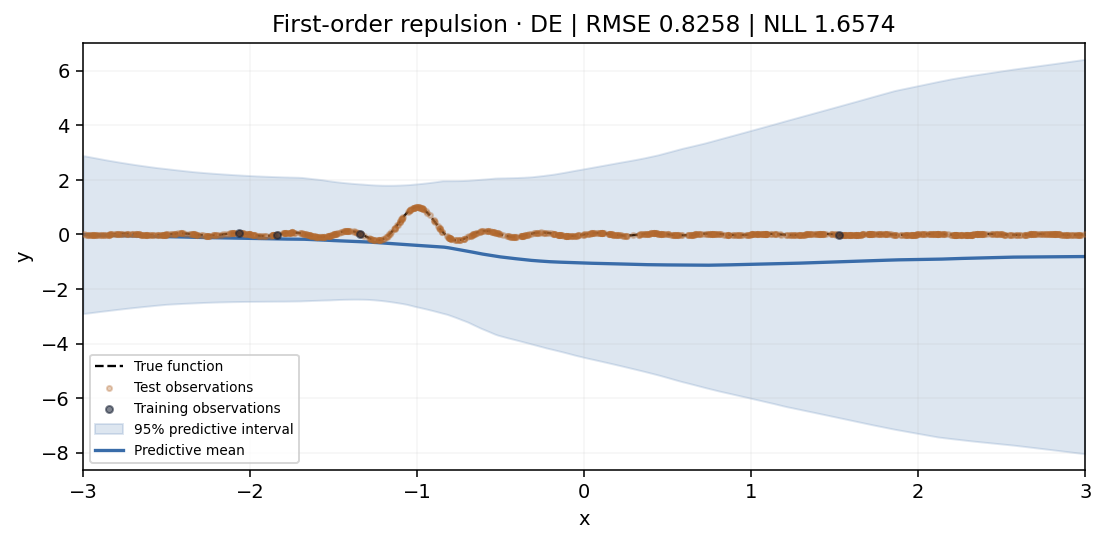 First-order repulsion · DE | RMSE 0.8258 | NLL 1.6574
y
6
4
2
0
−2
−4
−6
−8
True function
Test observations
Training observations
95% predictive interval
Predictive mean
−3 −2 −1 0 1 2 3
x